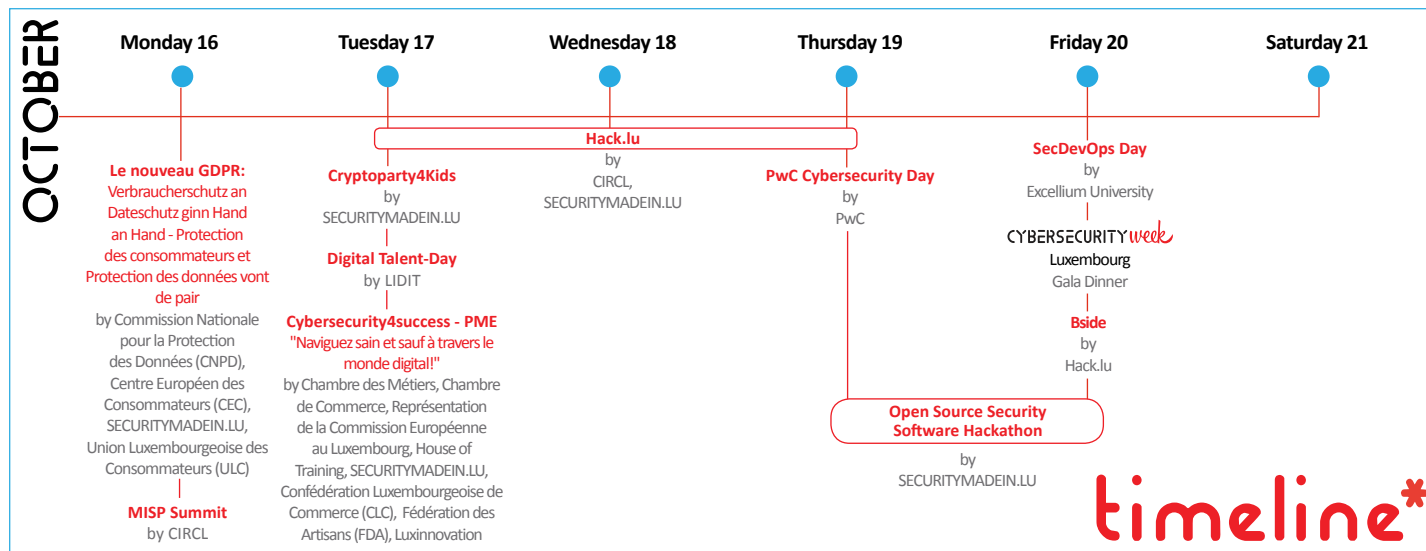 OCTOBER
Monday 16
Tuesday 17
Wednesday 18
Thursday 19
Friday 20
Saturday 21
Le nouveau GDPR:
Verbraucherschutz an
Dateschutz ginn Hand
an Hand - Protection
des consommateurs et
Protection des données vont
de pair
by Commission Nationale
pour la Protection
des Données (CNPD),
Centre Européen des
Consommateurs (CEC),
SECURITYMADEIN.LU,
Union Luxembourgeoise des
Consommateurs (ULC)
MISP Summit
by CIRCL
Hack.lu
by
CIRCL,
SECURITYMADEIN.LU
Cryptoparty4Kids
by
SECURITYMADEIN.LU
Digital Talent-Day
by LIDIT
Cybersecurity4success - PME
"Naviguez sain et sauf à travers le
monde digital!"
by Chambre des Métiers, Chambre
de Commerce, Représentation
de la Commission Européenne
au Luxembourg, House of
Training, SECURITYMADEIN.LU,
Confédération Luxembourgeoise de
Commerce (CLC), Fédération des
Artisans (FDA), Luxinnovation
PwC Cybersecurity Day
by
PwC
SecDevOps Day
by
Excellium University
CYBERSECURITY week
Luxembourg
Gala Dinner
Bside
by
Hack.lu
Open Source Security
Software Hackathon
by
SECURITYMADEIN.LU
timeline*